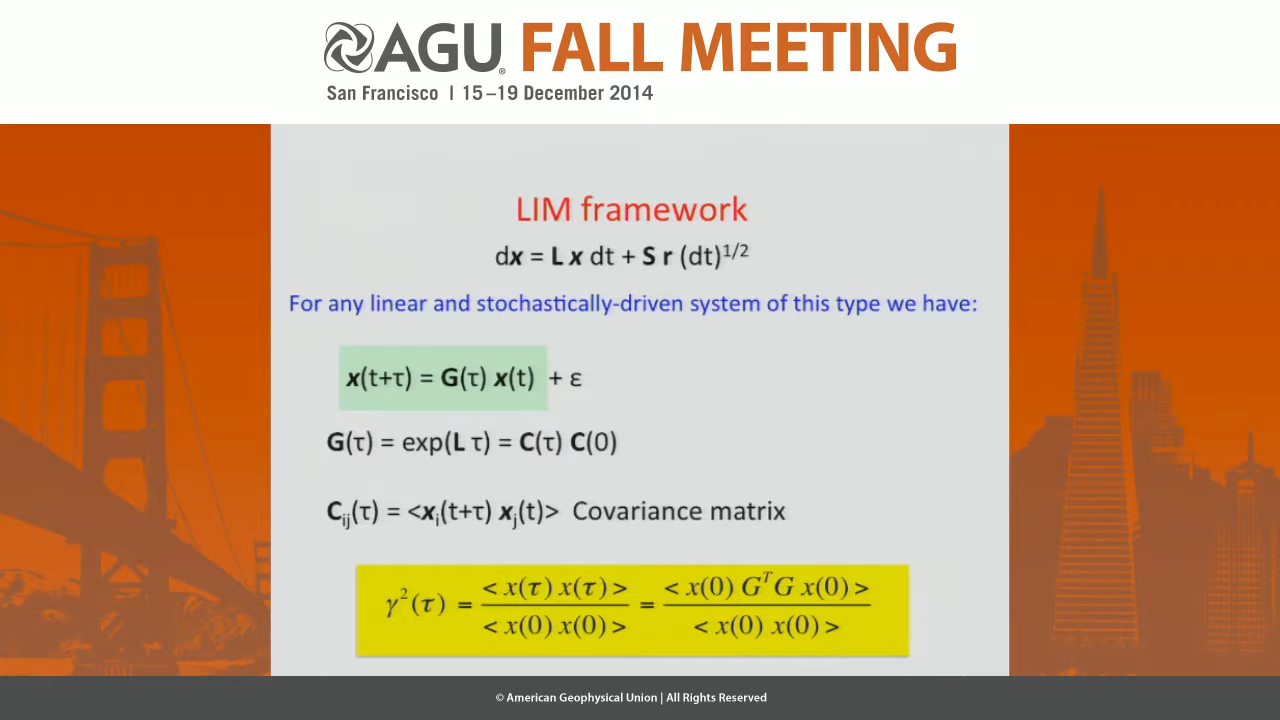 AGU® FALL MEETING
San Francisco | 15–19 December 2014
LIM framework
dx = L x dt + S r (dt)^1/2
For any linear and stochastically-driven system of this type we have:
x(t+τ) = G(τ) x(t) + ε
G(τ) = exp(L τ) = C(τ) C(0)
C_ij(τ) = <x_i(t+τ) x_j(t)> Covariance matrix
γ^2(τ) = < x(τ) x(τ) > / < x(0) x(0) > = < x(0) G^T G x(0) > / < x(0) x(0) >
© American Geophysical Union | All Rights Reserved